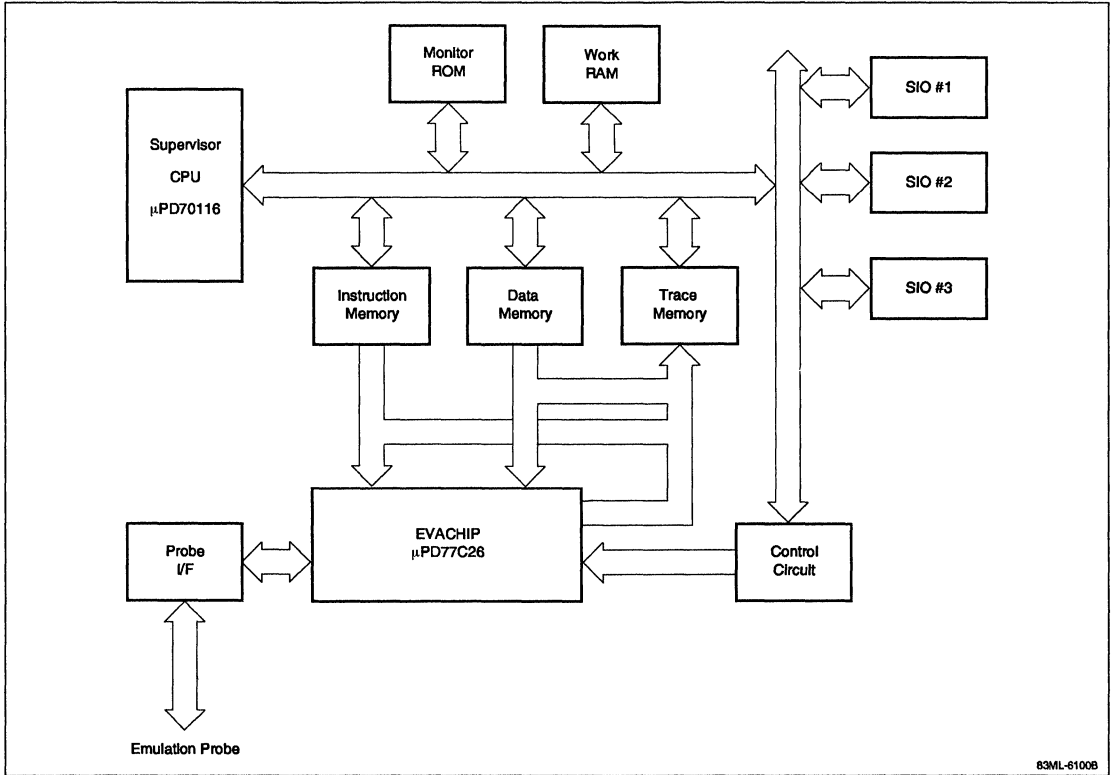 Monitor
ROM
Work
RAM
SIO #1
Supervisor
CPU
μPD70116
SIO #2
SIO #3
Instruction
Memory
Data
Memory
Trace
Memory
EVACHIP
μPD77C26
Probe
I/F
Control
Circuit
Emulation Probe
83ML-6100B